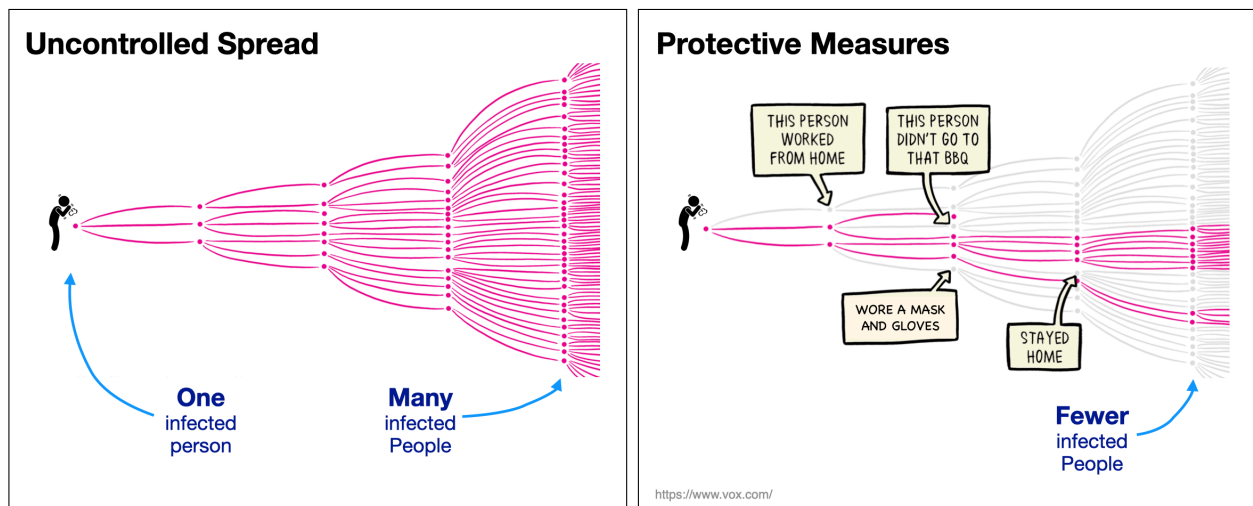 Uncontrolled Spread
One
infected
person
Many
infected
People
Protective Measures
THIS PERSON
WORKED
FROM HOME
THIS PERSON
DIDN'T GO TO
THAT BBQ
WORE A MASK
AND GLOVES
STAYED
HOME
Fewer
infected
People
https://www.vox.com/